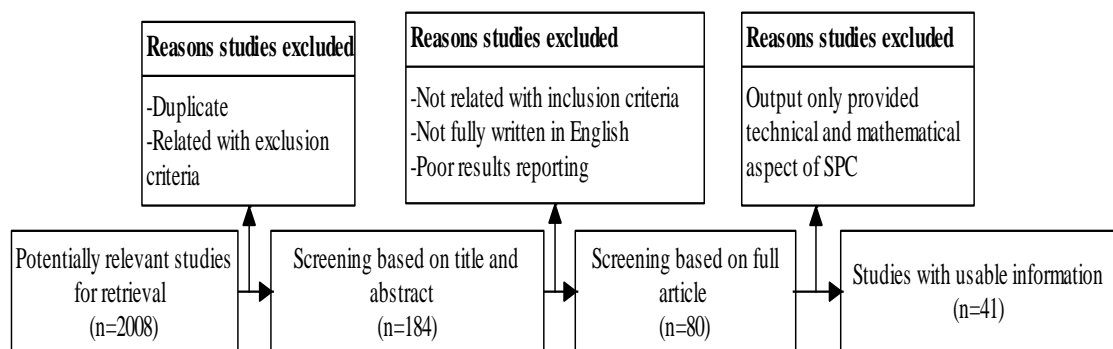 Reasons studies excluded
-Duplicate
-Related with exclusion
criteria
Reasons studies excluded
-Not related with inclusion criteria
-Not fully written in English
-Poor results reporting
Reasons studies excluded
Output only provided
technical and mathematical
aspect of SPC
Potentially relevant studies
for retrieval
(n=2008)
Screening based on title and
abstract
(n=184)
Screening based on full
article
(n=80)
Studies with usable information
(n=41)